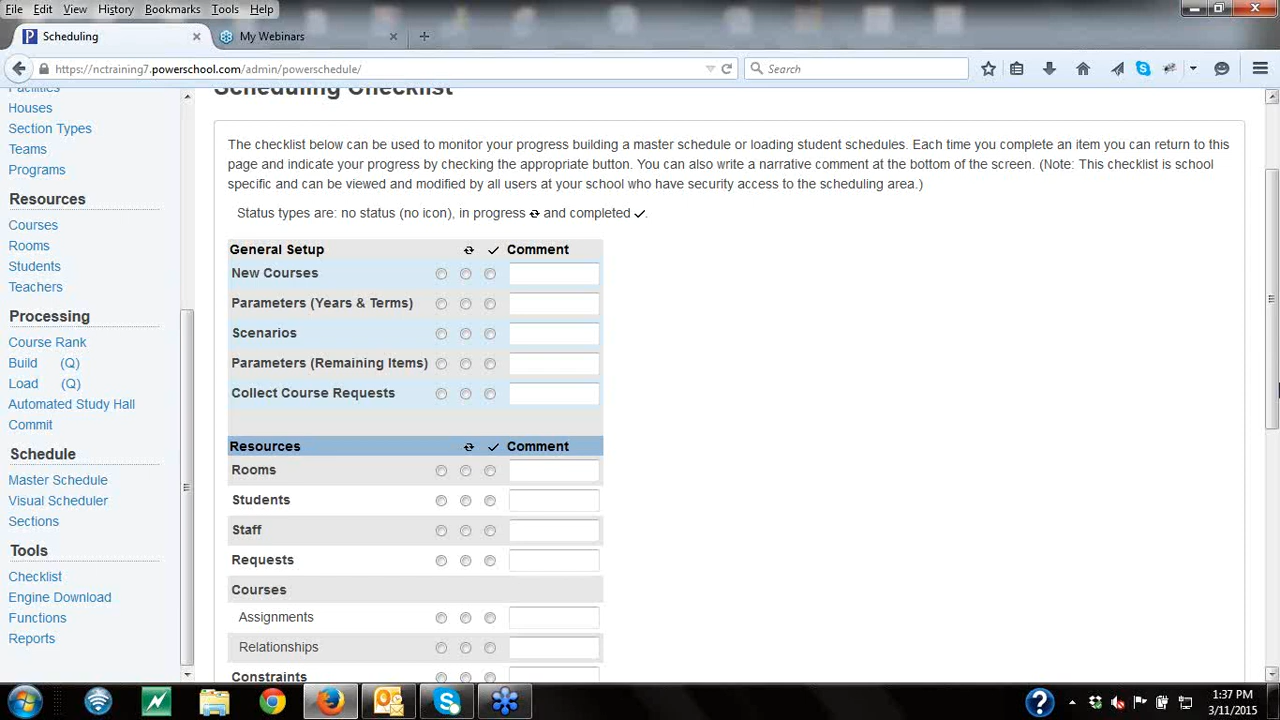 File Edit View History Bookmarks Tools Help
Scheduling
My Webinars
https://nctraining7.powerschool.com/admin/powerschedule/
Search
Facilities
Houses
Section Types
Teams
Programs
Resources
Courses
Rooms
Students
Teachers
Processing
Course Rank
Build (Q)
Load (Q)
Automated Study Hall
Commit
Schedule
Master Schedule
Visual Scheduler
Sections
Tools
Checklist
Engine Download
Functions
Reports
Scheduling Checklist
The checklist below can be used to monitor your progress building a master schedule or loading student schedules. Each time you complete an item you can return to this
page and indicate your progress by checking the appropriate button. You can also write a narrative comment at the bottom of the screen. (Note: This checklist is school
specific and can be viewed and modified by all users at your school who have security access to the scheduling area.)
Status types are: no status (no icon), in progress and completed .
General Setup Comment
New Courses
Parameters (Years & Terms)
Scenarios
Parameters (Remaining Items)
Collect Course Requests
Resources Comment
Rooms
Students
Staff
Requests
Courses
Assignments
Relationships
Constraints
1:37 PM
3/11/2015